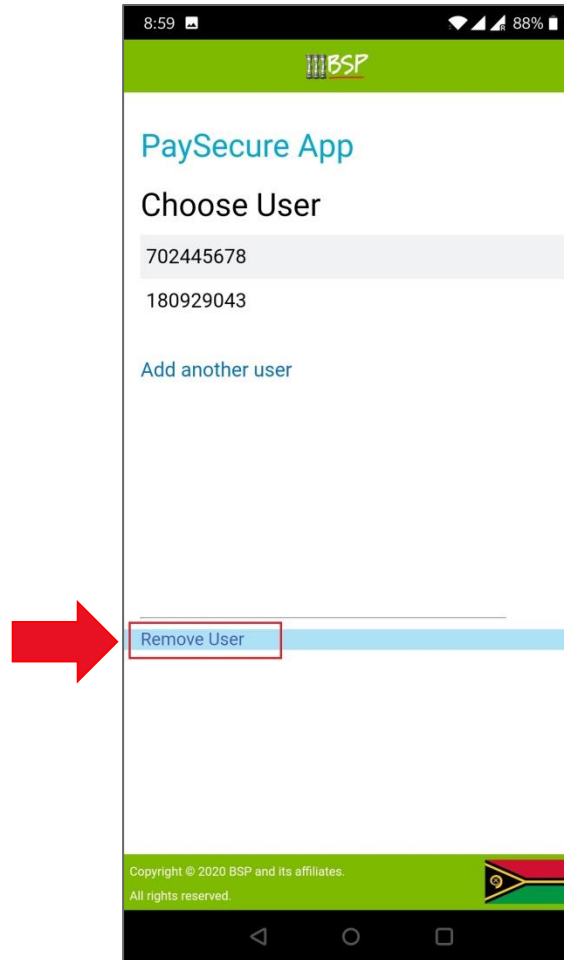 8:59 88%
BSP
PaySecure App
Choose User
702445678
180929043
Add another user
Remove User
Copyright © 2020 BSP and its affiliates.
All rights reserved.